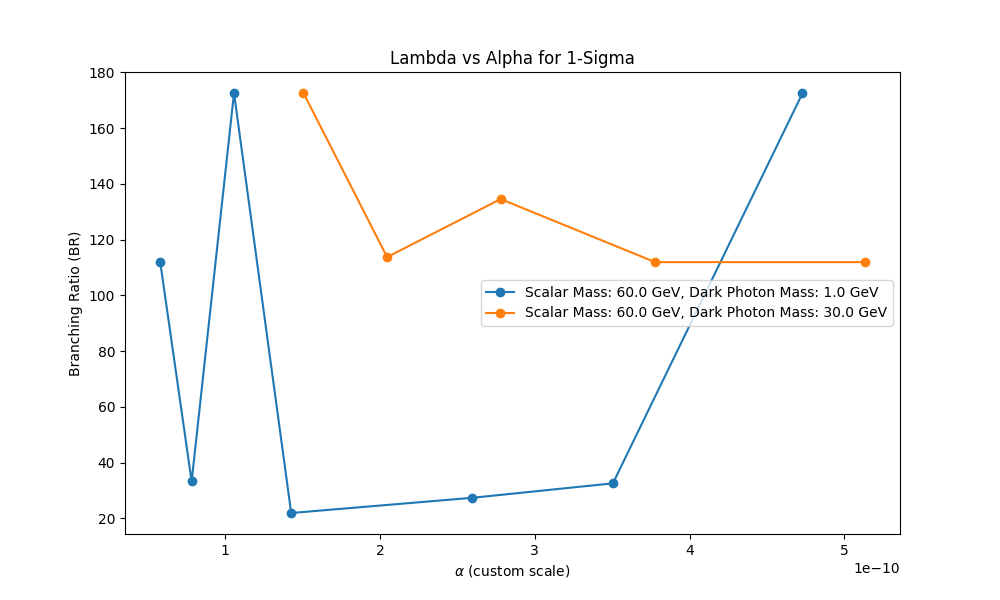 Lambda vs Alpha for 1-Sigma
Branching Ratio (BR)
180
160
140
120
100
80
60
40
20
Scalar Mass: 60.0 GeV, Dark Photon Mass: 1.0 GeV
Scalar Mass: 60.0 GeV, Dark Photon Mass: 30.0 GeV
1 2 3 4 5
1e−10
α (custom scale)